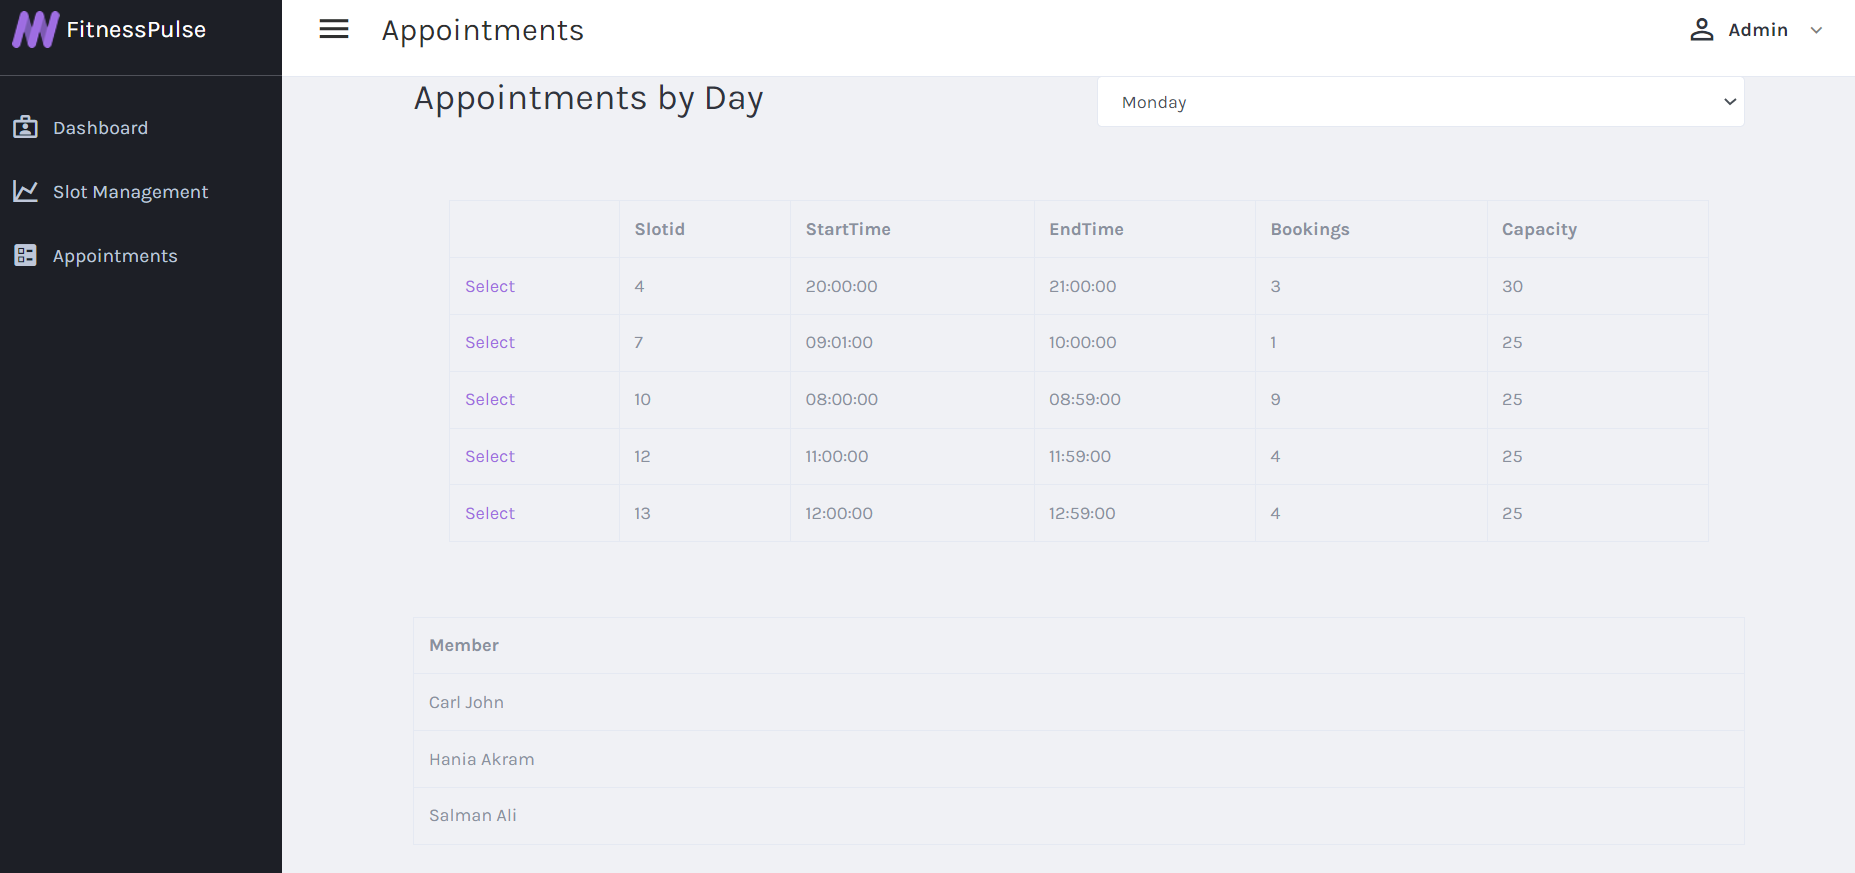 FitnessPulse
Appointments
Admin
Dashboard
Slot Management
Appointments
Appointments by Day
Monday
Slotid StartTime EndTime Bookings Capacity
Select 4 20:00:00 21:00:00 3 30
Select 7 09:01:00 10:00:00 1 25
Select 10 08:00:00 08:59:00 9 25
Select 12 11:00:00 11:59:00 4 25
Select 13 12:00:00 12:59:00 4 25
Member
Carl John
Hania Akram
Salman Ali